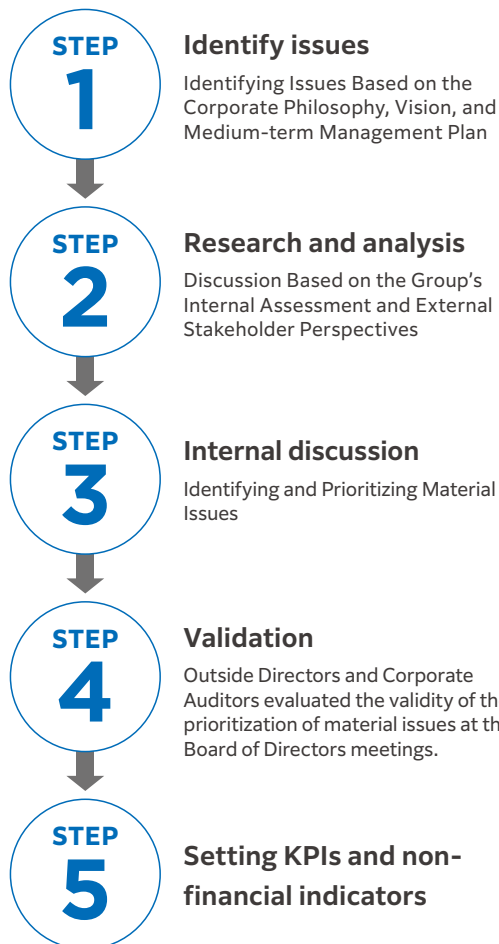 STEP
1
Identify issues
Identifying Issues Based on the
Corporate Philosophy, Vision, and
Medium-term Management Plan
STEP
2
Research and analysis
Discussion Based on the Group’s
Internal Assessment and External
Stakeholder Perspectives
STEP
3
Internal discussion
Identifying and Prioritizing Material
Issues
STEP
4
Validation
Outside Directors and Corporate
Auditors evaluated the validity of
prioritization of material issues at
Board of Directors meetings.
STEP
5
Setting KPIs and non-
financial indicators